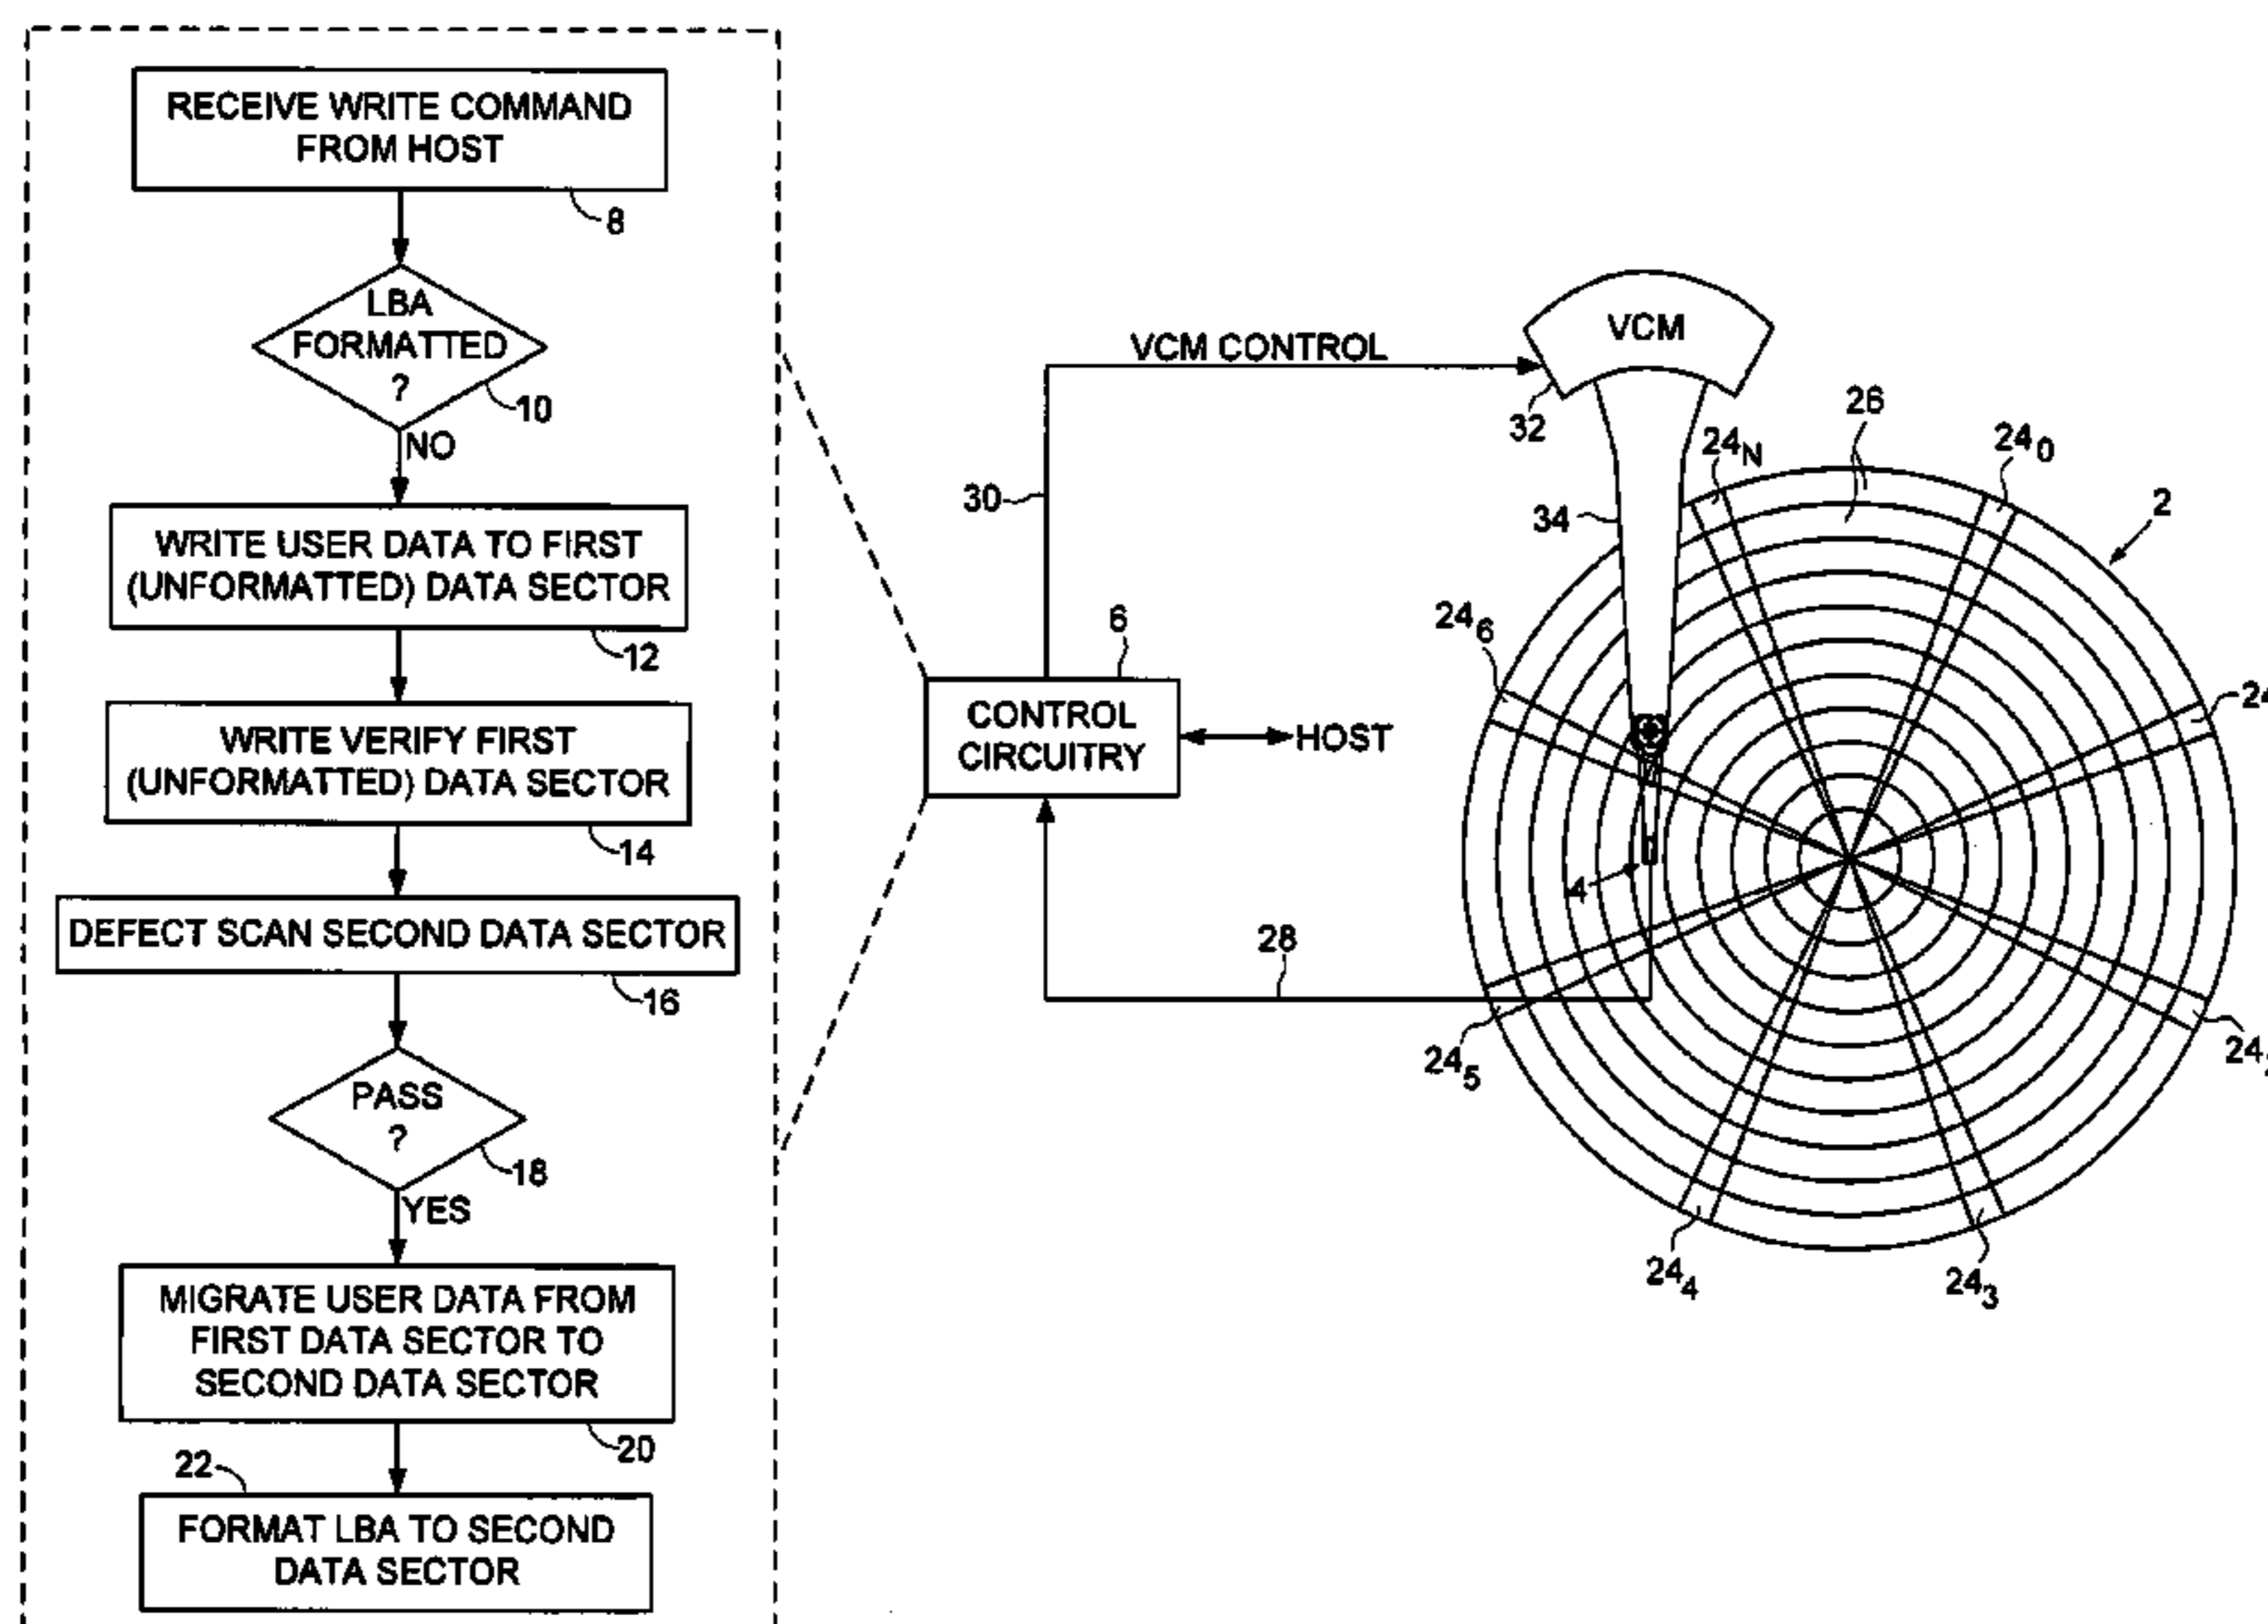 RECEIVE WRITE COMMAND
FROM HOST
8
LBA
FORMATTED
?
10
NO
WRITE USER DATA TO FIRST
(UNFORMATTED) DATA SECTOR
12
WRITE VERIFY FIRST
(UNFORMATTED) DATA SECTOR
14
DEFECT SCAN SECOND DATA SECTOR
16
PASS
?
18
YES
MIGRATE USER DATA FROM
FIRST DATA SECTOR TO
SECOND DATA SECTOR
20
22
FORMAT LBA TO SECOND
DATA SECTOR
VCM CONTROL
30
6
CONTROL
CIRCUITRY
HOST
28
VCM
32
34
26
24N
240
2
246
24
4
245
24
244
243